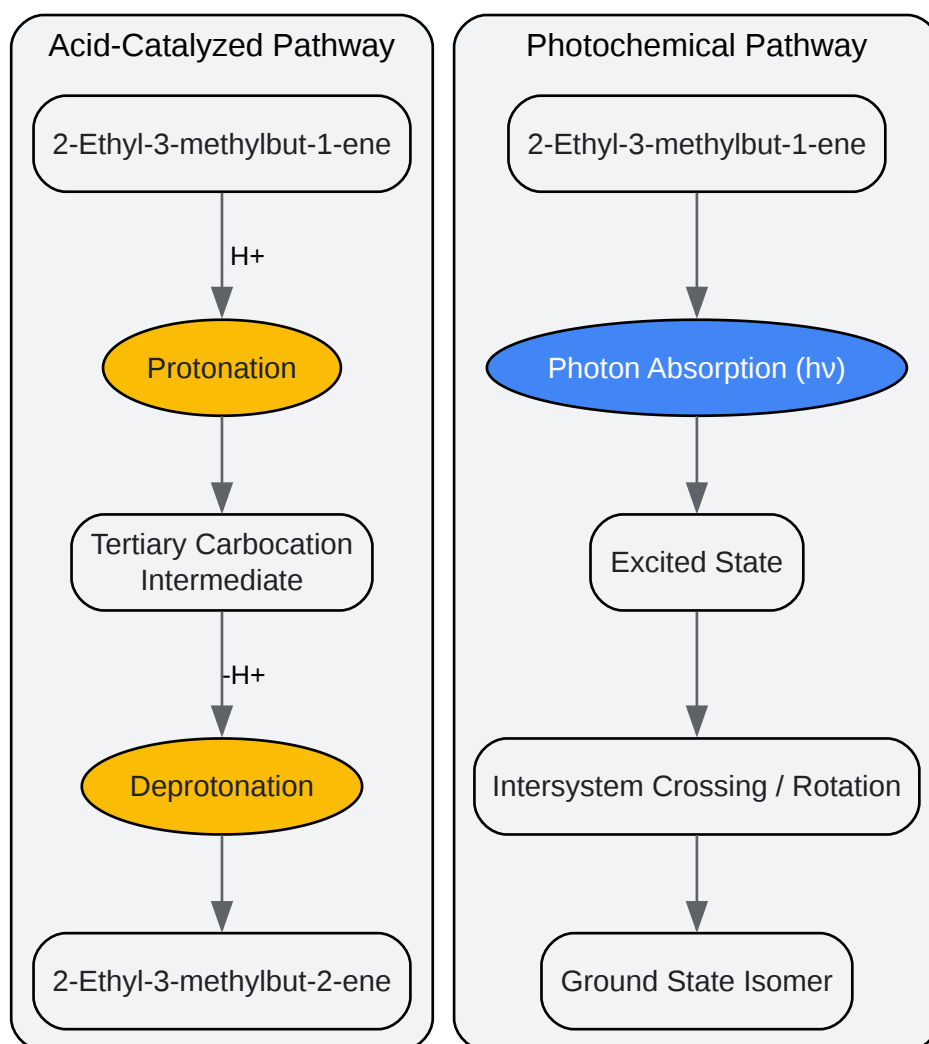 Acid-Catalyzed Pathway
2-Ethyl-3-methylbut-1-ene
H+
Protonation
Tertiary Carbocation
Intermediate
-H+
Deprotonation
2-Ethyl-3-methylbut-2-ene
Photochemical Pathway
2-Ethyl-3-methylbut-1-ene
Photon Absorption (hν)
Excited State
Intersystem Crossing / Rotation
Ground State Isomer